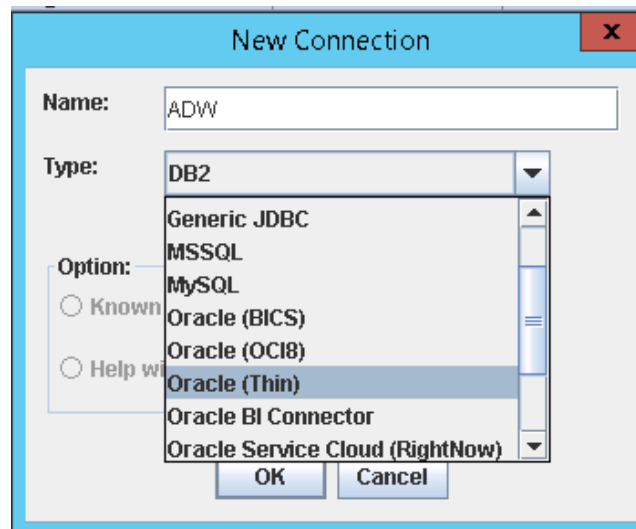 New Connection
x
Name:
ADW
Type:
DB2
Generic JDBC
MSSQL
MySQL
Oracle (BICS)
Oracle (OCI8)
Oracle (Thin)
Oracle BI Connector
Oracle Service Cloud (RightNow)
Option:
Known
Help wi
OK
Cancel